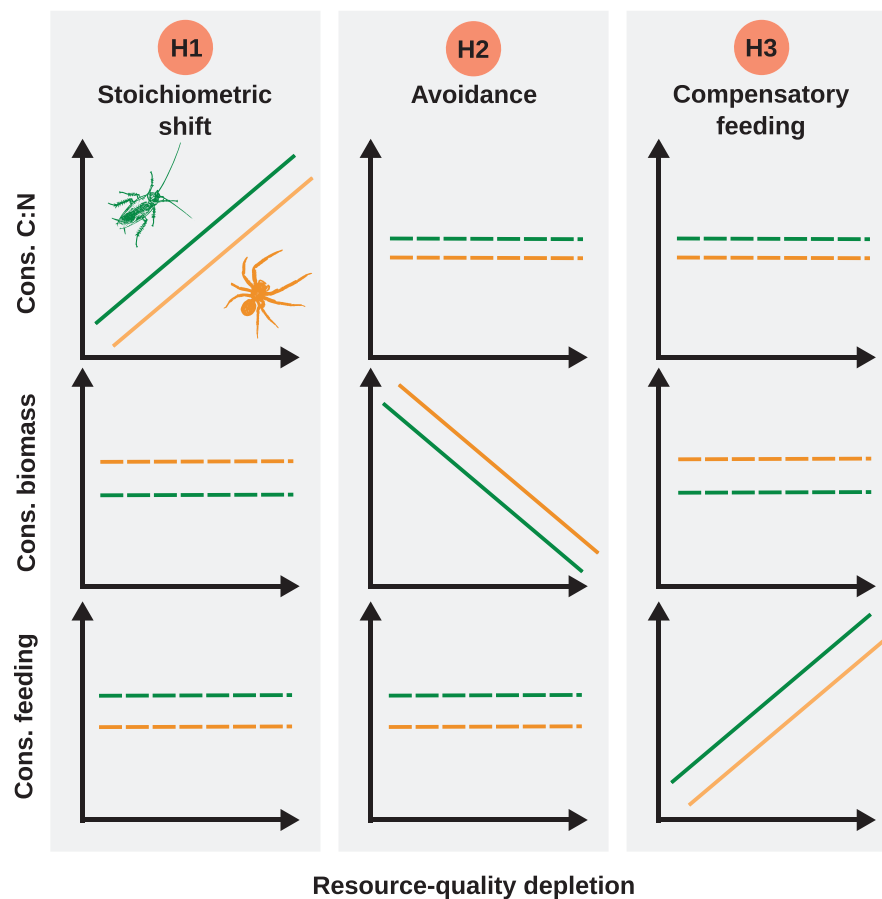 H1
Stoichiometric
shift
H2
Avoidance
H3
Compensatory
feeding
Cons. C:N
Cons. biomass
Cons. feeding
Resource-quality depletion